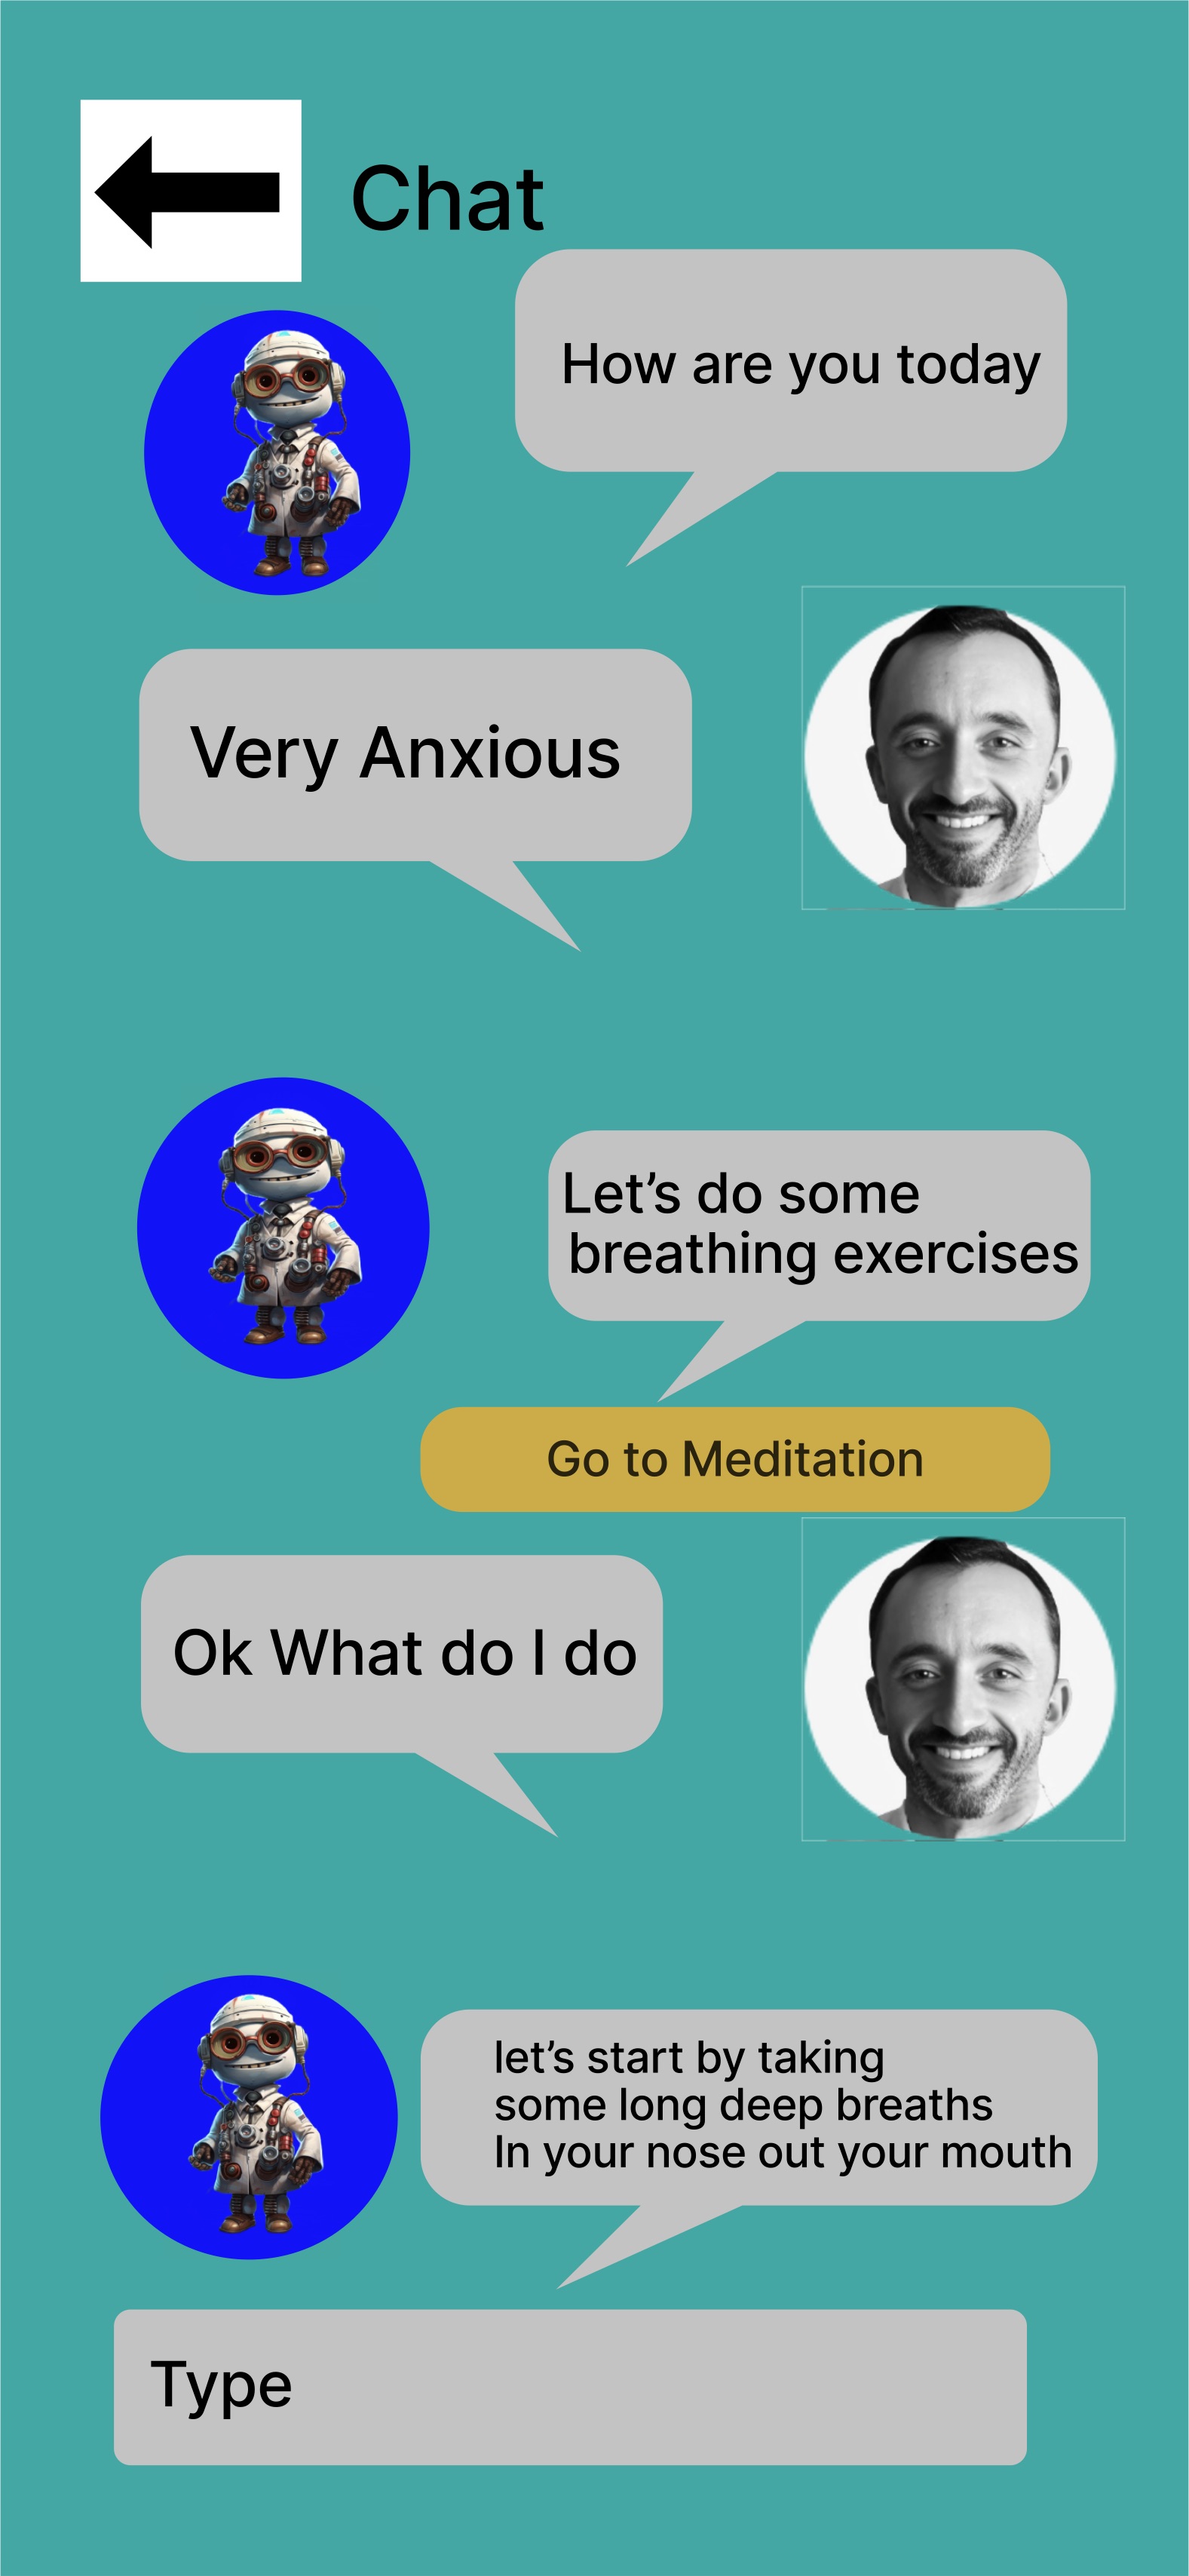 Chat
How are you today
Very Anxious
Let’s do some
breathing exercises
Go to Meditation
Ok What do I do
let’s start by taking
some long deep breaths
In your nose out your mouth
Type